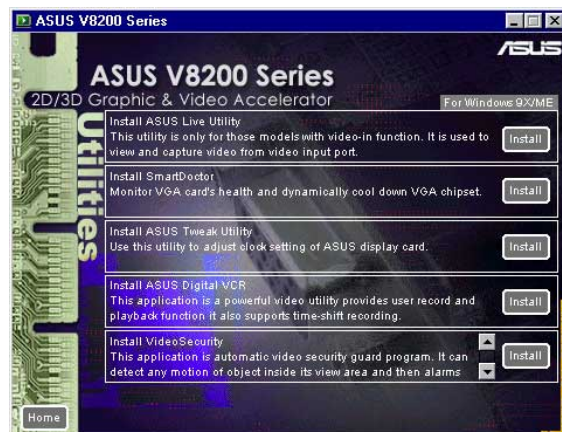 ASUS V8200 Series
ASUS
ASUS V8200 Series
2D/3D Graphic & Video Accelerator
For Windows 9X/ME
Utilities
Install ASUS Live Utility
This utility is only for those models with video-in function. It is used to
view and capture video from video input port.
Install
Install SmartDoctor
Monitor VGA card's health and dynamically cool down VGA chipset.
Install
Install ASUS Tweak Utility
Use this utility to adjust clock setting of ASUS display card.
Install
Install ASUS Digital VCR
This application is a powerful video utility provides user record and
playback function it also supports time-shift recording.
Install
Install VideoSecurity
This application is automatic video security guard program. It can
detect any motion of object inside its view area and then alarms
Install
Home